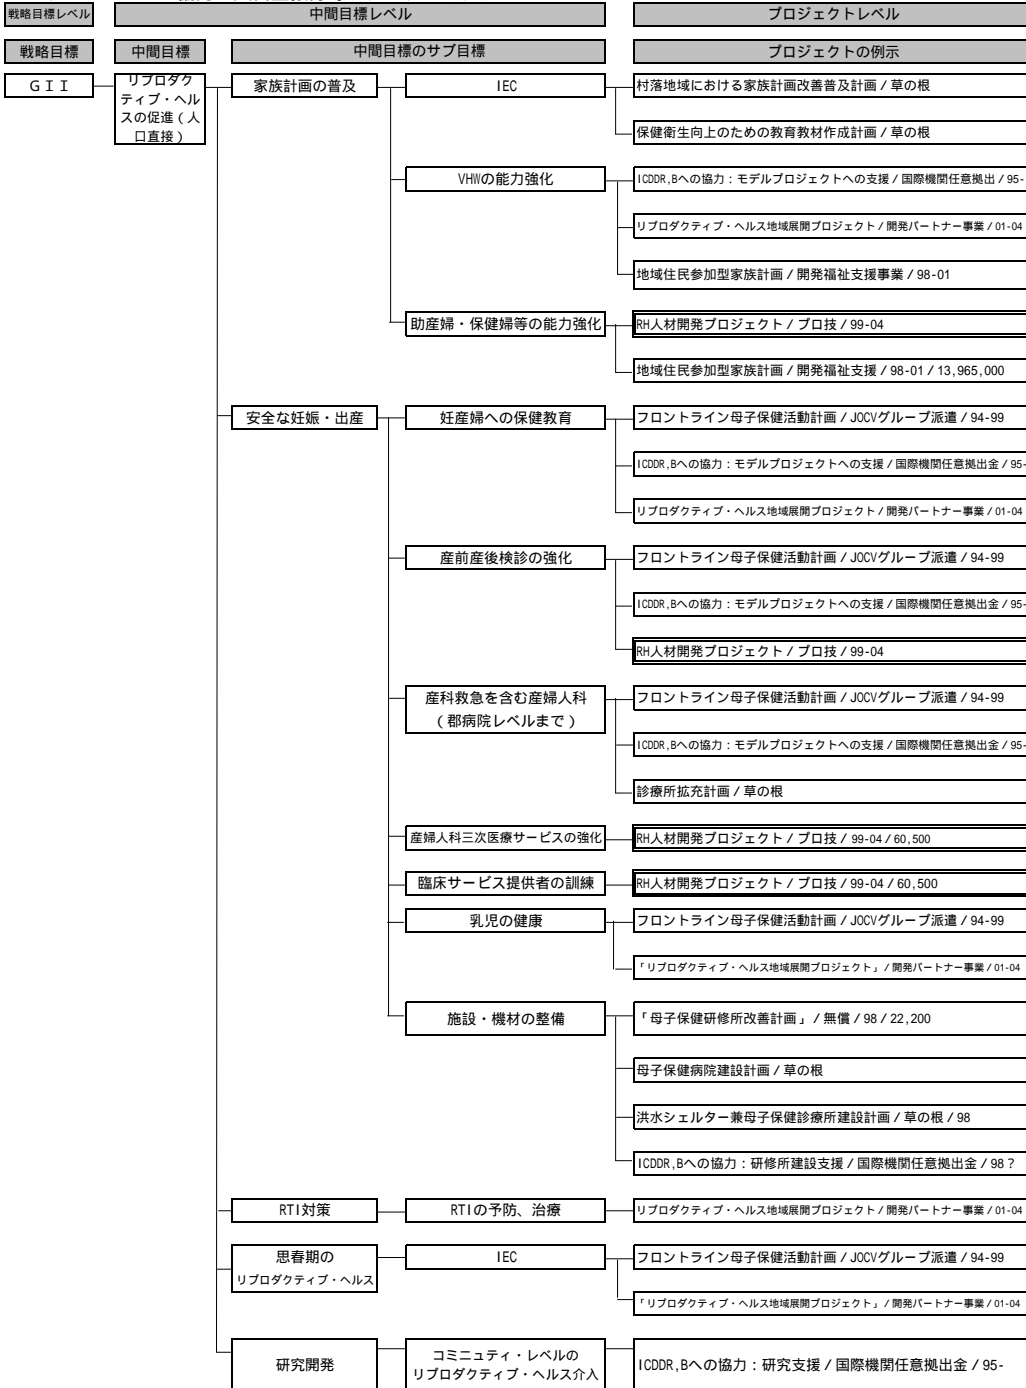 戦略目標レベル
中間目標レベル
プロジェクトレベル
戦略目標
中間目標
中間目標のサブ目標
プロジェクトの例示
ＧＩＩ
リプロダク
ティブ・ヘル
スの促進（人
口直接）
家族計画の普及
IEC
村落地域における家族計画改善普及計画／草の根
保健衛生向上のための教育教材作成計画／草の根
VHWの能力強化
ICDDR,Bへの協力：モデルプロジェクトへの支援／国際機関任意拠出／95-
リプロダクティブ・ヘルス地域展開プロジェクト／開発パートナー事業／01-04
地域住民参加型家族計画／開発福祉支援事業／98-01
助産婦・保健婦等の能力強化
RH人材開発プロジェクト／プロ技／99-04
地域住民参加型家族計画／開発福祉支援／98-01／13,965,000
安全な妊娠・出産
妊産婦への保健教育
フロントライン母子保健活動計画／JOCVグループ派遣／94-99
ICDDR,Bへの協力：モデルプロジェクトへの支援／国際機関任意拠出金／95-
リプロダクティブ・ヘルス地域展開プロジェクト／開発パートナー事業／01-04
産前産後検診の強化
フロントライン母子保健活動計画／JOCVグループ派遣／94-99
ICDDR,Bへの協力：モデルプロジェクトへの支援／国際機関任意拠出金／95-
RH人材開発プロジェクト／プロ技／99-04
産科救急を含む産婦人科
（郡病院レベルまで）
フロントライン母子保健活動計画／JOCVグループ派遣／94-99
ICDDR,Bへの協力：モデルプロジェクトへの支援／国際機関任意拠出金／95-
診療所拡充計画／草の根
産婦人科三次医療サービスの強化
RH人材開発プロジェクト／プロ技／99-04／60,500
臨床サービス提供者の訓練
RH人材開発プロジェクト／プロ技／99-04／60,500
乳児の健康
フロントライン母子保健活動計画／JOCVグループ派遣／94-99
「リプロダクティブ・ヘルス地域展開プロジェクト」／開発パートナー事業／01-04
施設・機材の整備
「母子保健研修所改善計画」／無償／98／22,200
母子保健病院建設計画／草の根
洪水シェルター兼母子保健診療所建設計画／草の根／98
ICDDR,Bへの協力：研修所建設支援／国際機関任意拠出金／98？
RTI対策
RTIの予防、治療
リプロダクティブ・ヘルス地域展開プロジェクト／開発パートナー事業／01-04
思春期の
リプロダクティブ・ヘルス
IEC
フロントライン母子保健活動計画／JOCVグループ派遣／94-99
「リプロダクティブ・ヘルス地域展開プロジェクト」／開発パートナー事業／01-04
研究開発
コミニュティ・レベルの
リプロダクティブ・ヘルス介入
ICDDR,Bへの協力：研究支援／国際機関任意拠出金／95-